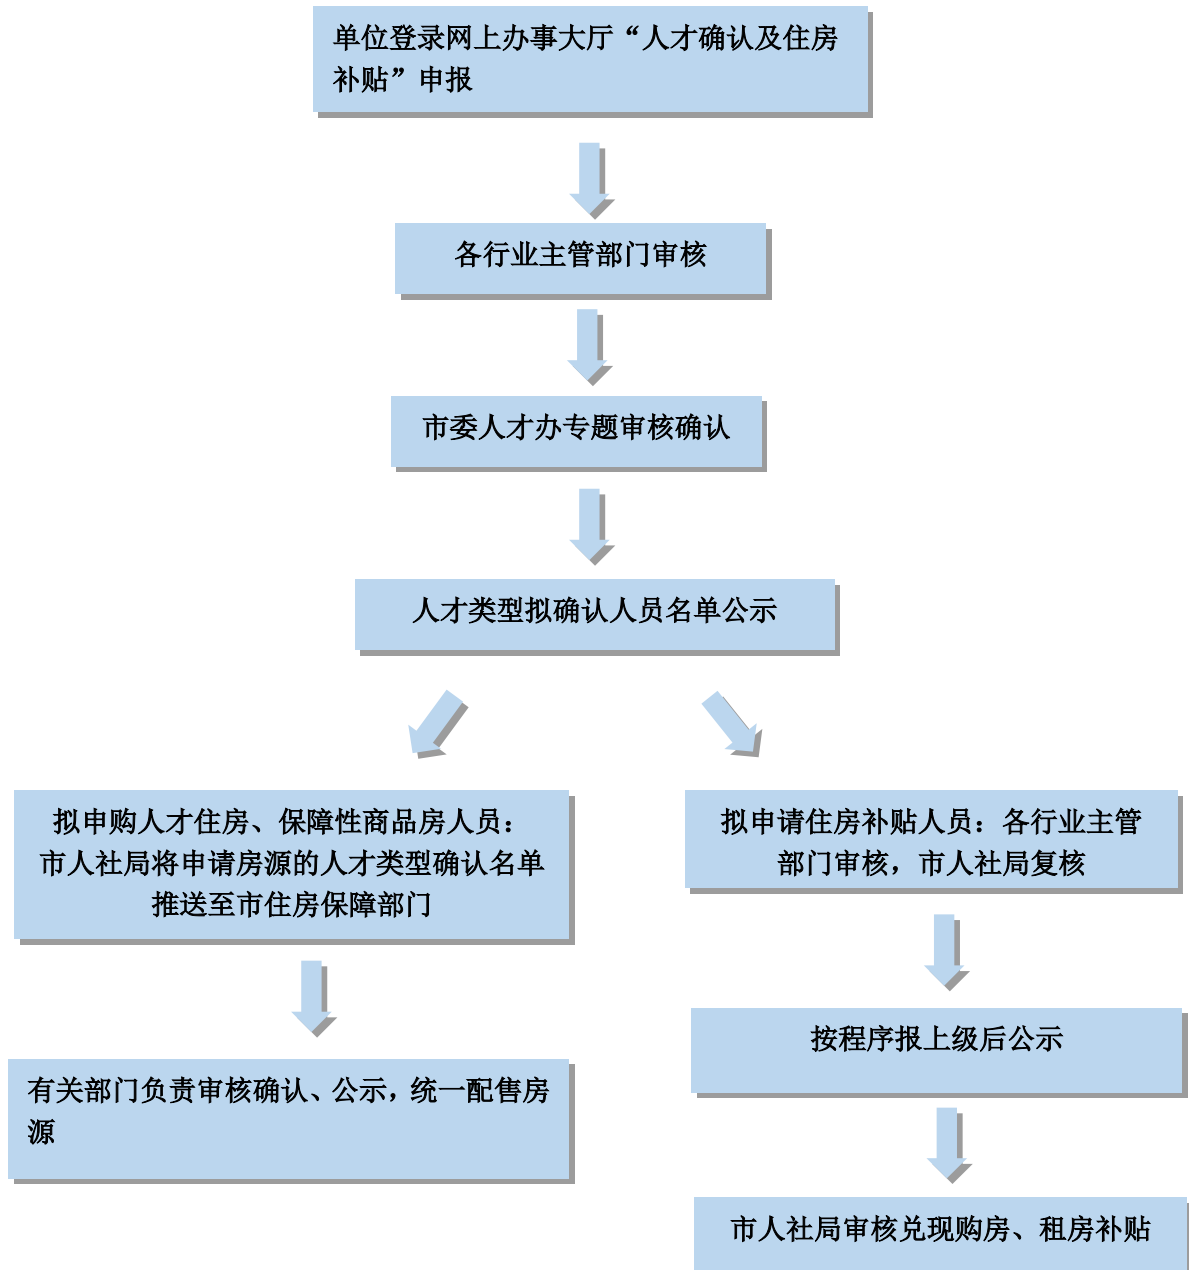 单位登录网上办事大厅“人才确认及住房
补贴”申报
各行业主管部门审核
市委人才办专题审核确认
人才类型拟确认人员名单公示
拟申购人才住房、保障性商品房人员：
市人社局将申请房源的人才类型确认名单
推送至市住房保障部门
有关部门负责审核确认、公示，统一配售房
源
拟申请住房补贴人员：各行业主管
部门审核，市人社局复核
按程序报上级后公示
市人社局审核兑现购房、租房补贴